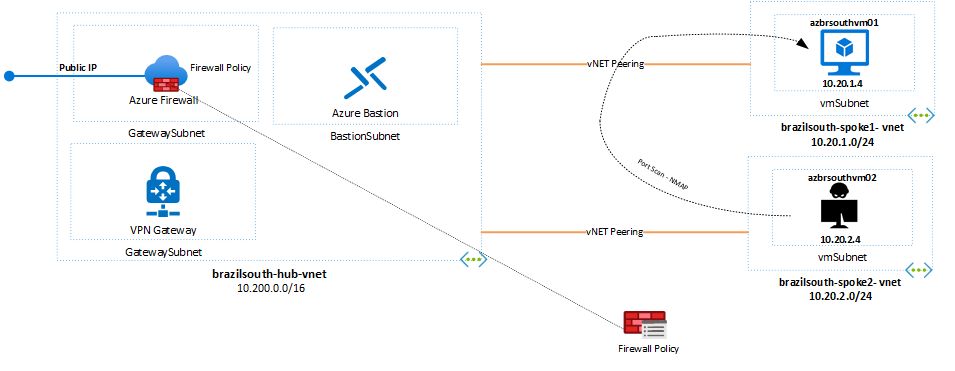 Public IP
Firewall Policy
Azure Firewall
GatewaySubnet
Azure Bastion
BastionSubnet
VPN Gateway
GatewaySubnet
brazilsouth-hub-vnet
10.200.0.0/16
vNET Peering
vNET Peering
Port Scan - NMAP
azbrsouthvm01
10.20.1.4
vmSubnet
brazilsouth-spoke1- vnet
10.20.1.0/24
azbrsouthvm02
10.20.2.4
vmSubnet
brazilsouth-spoke2- vnet
10.20.2.0/24
Firewall Policy